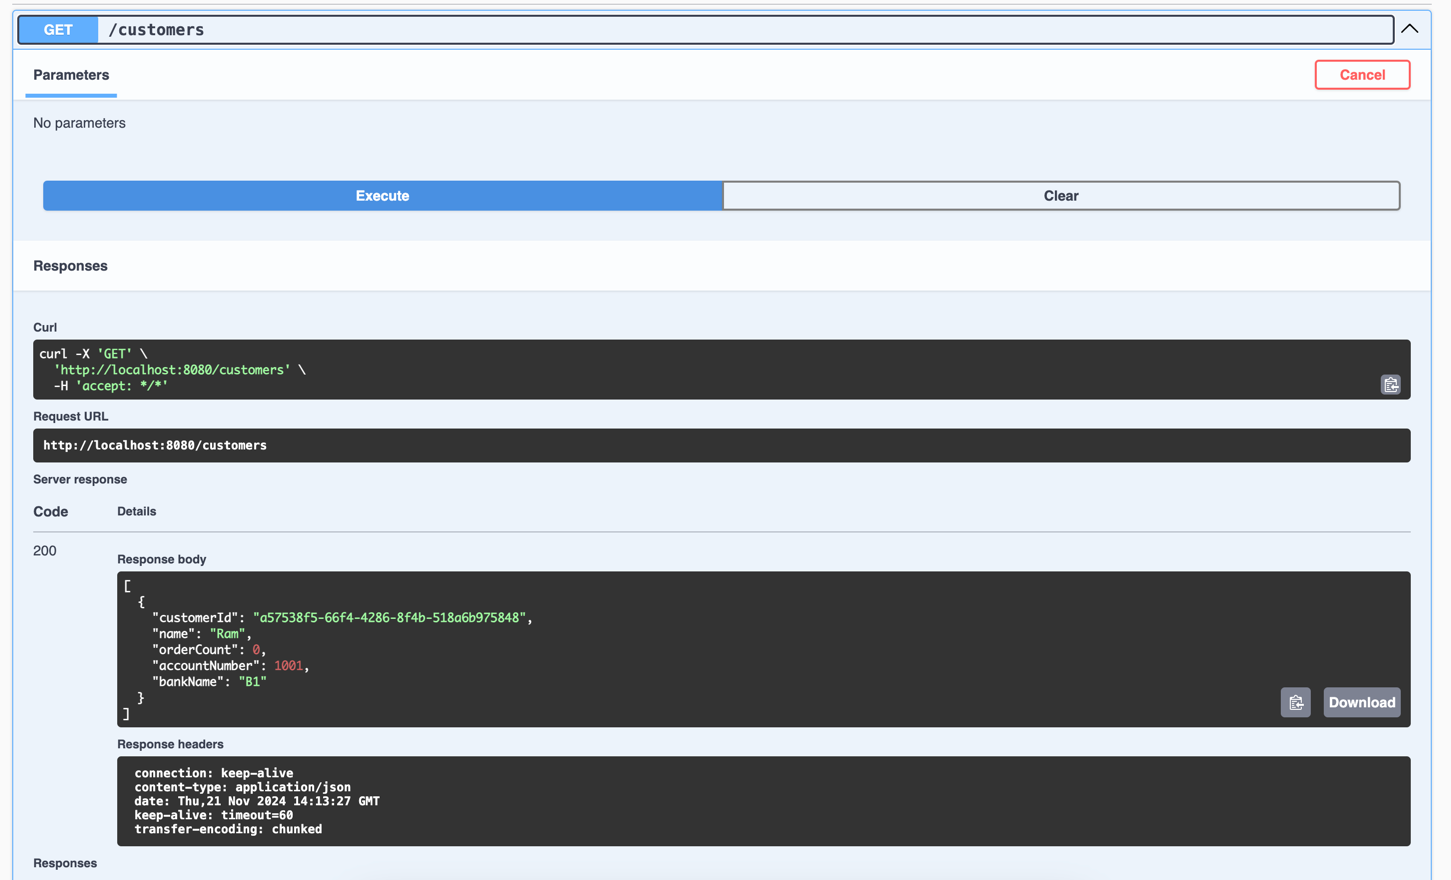 GET /customers
Parameters
Cancel
No parameters
Execute
Clear
Responses
Curl
curl -X 'GET' \
  'http://localhost:8080/customers' \
  -H 'accept: */*'
Request URL
http://localhost:8080/customers
Server response
Code Details
200
Response body
[
  {
    "customerId": "a57538f5-66f4-4286-8f4b-518a6b975848",
    "name": "Ram",
    "orderCount": 0,
    "accountNumber": 1001,
    "bankName": "B1"
  }
]
Download
Response headers
connection: keep-alive
content-type: application/json
date: Thu,21 Nov 2024 14:13:27 GMT
keep-alive: timeout=60
transfer-encoding: chunked
Responses